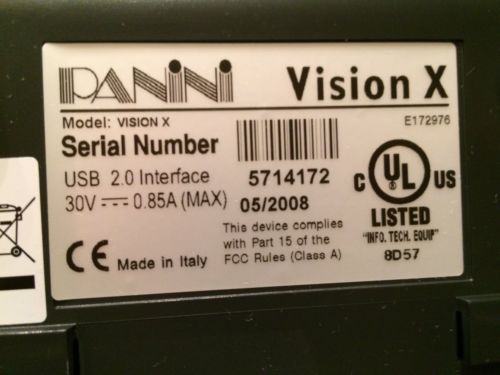 PANINI Vision X
Model: VISION X E172976
Serial Number
USB 2.0 Interface 5714172
30V 0.85A (MAX) 05/2008
C UL US
LISTED
This device complies
with Part 15 of the
FCC Rules (Class A)
"INFO. TECH. EQUIP"
8D57
CE Made in Italy